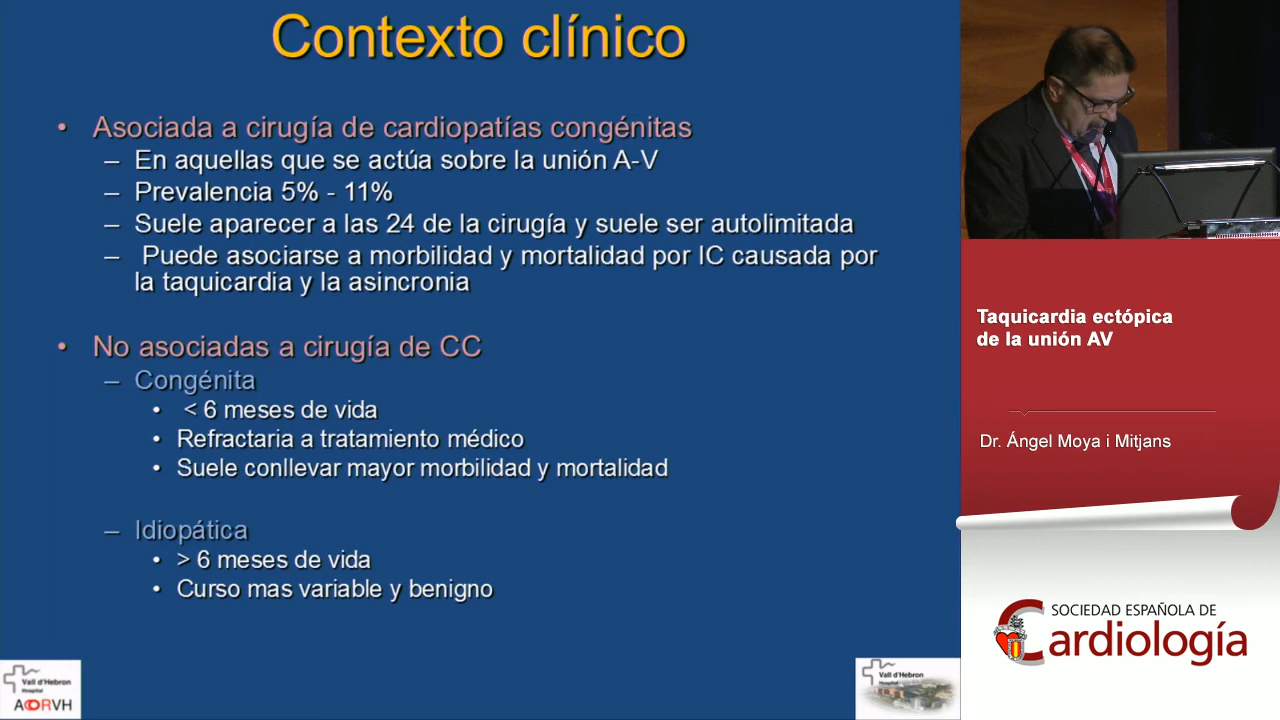 Contexto clínico
• Asociada a cirugía de cardiopatías congénitas
– En aquellas que se actúa sobre la unión A-V
– Prevalencia 5% - 11%
– Suele aparecer a las 24 de la cirugía y suele ser autolimitada
– Puede asociarse a morbilidad y mortalidad por IC causada por
la taquicardia y la asincronia
• No asociadas a cirugía de CC
– Congénita
• < 6 meses de vida
• Refractaria a tratamiento médico
• Suele conllevar mayor morbilidad y mortalidad
– Idiopática
• > 6 meses de vida
• Curso mas variable y benigno
Vall d'Hebron
Hospital
ACORVH
Vall d'Hebron
Hospital
Taquicardia ectópica
de la unión AV
Dr. Ángel Moya i Mitjans
SOCIEDAD ESPAÑOLA DE
Cardiología